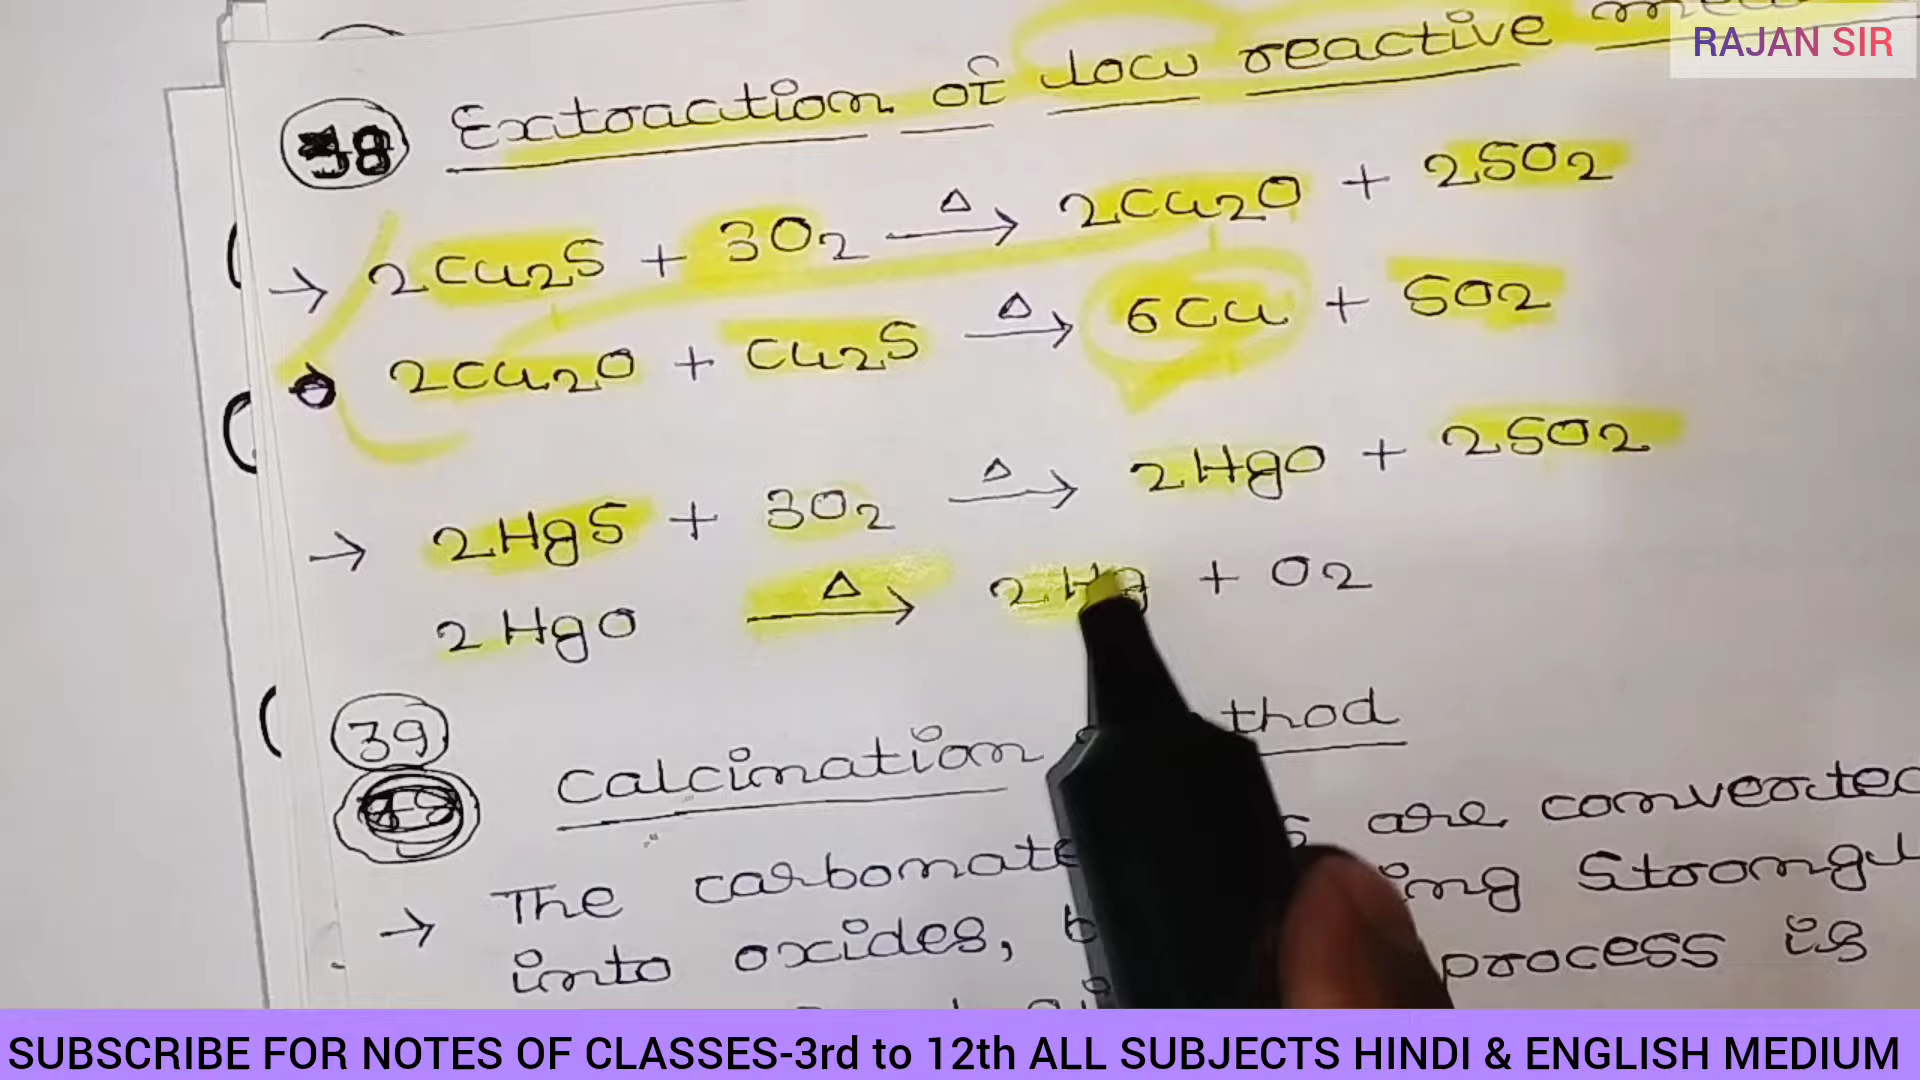 RAJAN SIR
38 Extraction of low reactive
→ 2Cu2S + 3O2 △→ 2Cu2O + 2SO2
2Cu2O + Cu2S △→ 6Cu + SO2
→ 2HgS + 3O2 △→ 2HgO + 2SO2
2HgO △→ 2Hg + O2
39
Calcination
→ The carbonate are converted
into oxides, process is
SUBSCRIBE FOR NOTES OF CLASSES-3rd to 12th ALL SUBJECTS HINDI & ENGLISH MEDIUM